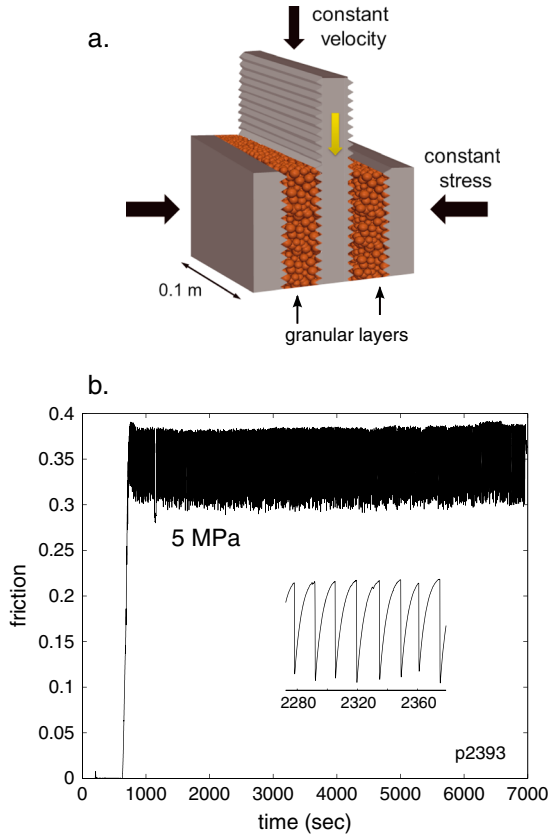 a.
constant
velocity
constant
stress
0.1 m
granular layers
b.
0.4
0.35
0.3
0.25
0.2
0.15
0.1
0.05
0
friction
5 MPa
2280
2320
2360
p2393
0
1000
2000
3000
4000
5000
6000
7000
time (sec)